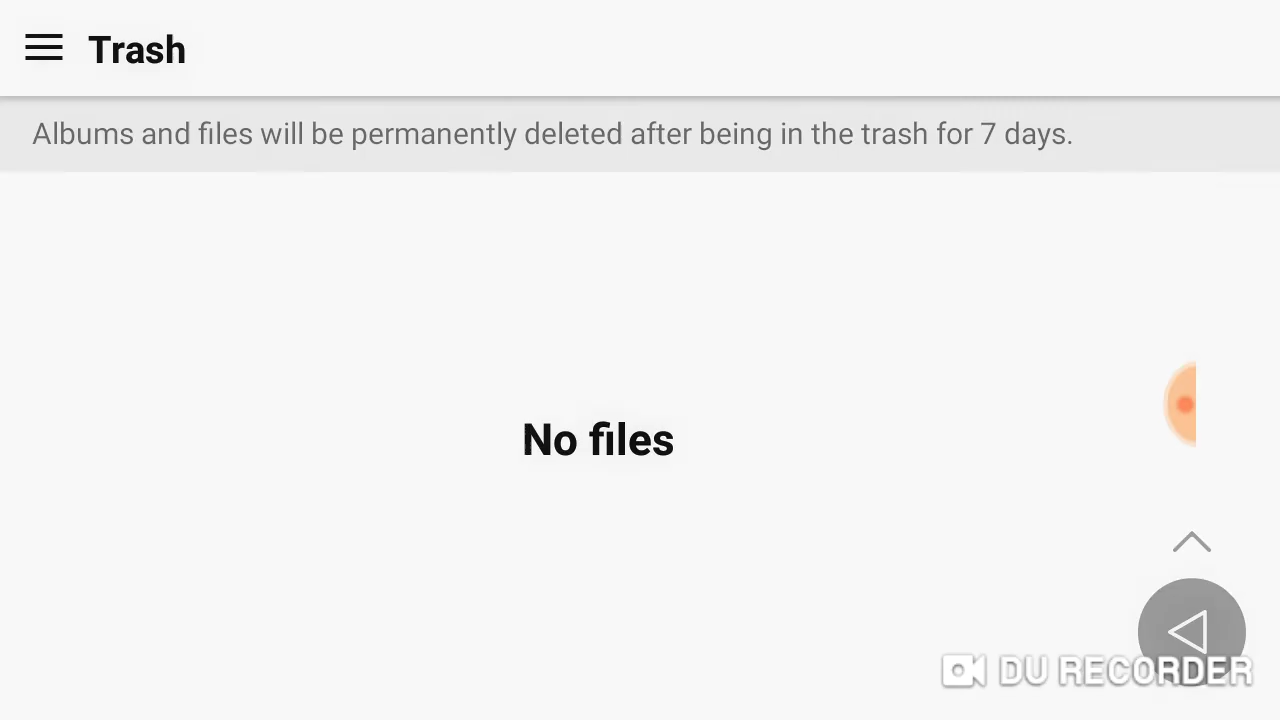 Trash
Albums and files will be permanently deleted after being in the trash for 7 days.
No files
DU RECORDER